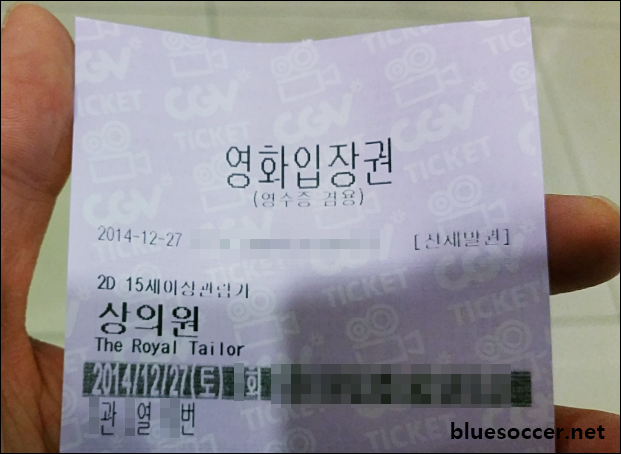 CGV TICKET
영화입장권
(영수증 겸용)
2014-12-27
[신세발권]
2D 15세이상관람가
상의원
The Royal Tailor
2014/12/27(토) 회
관 열 번
bluesoccer.net